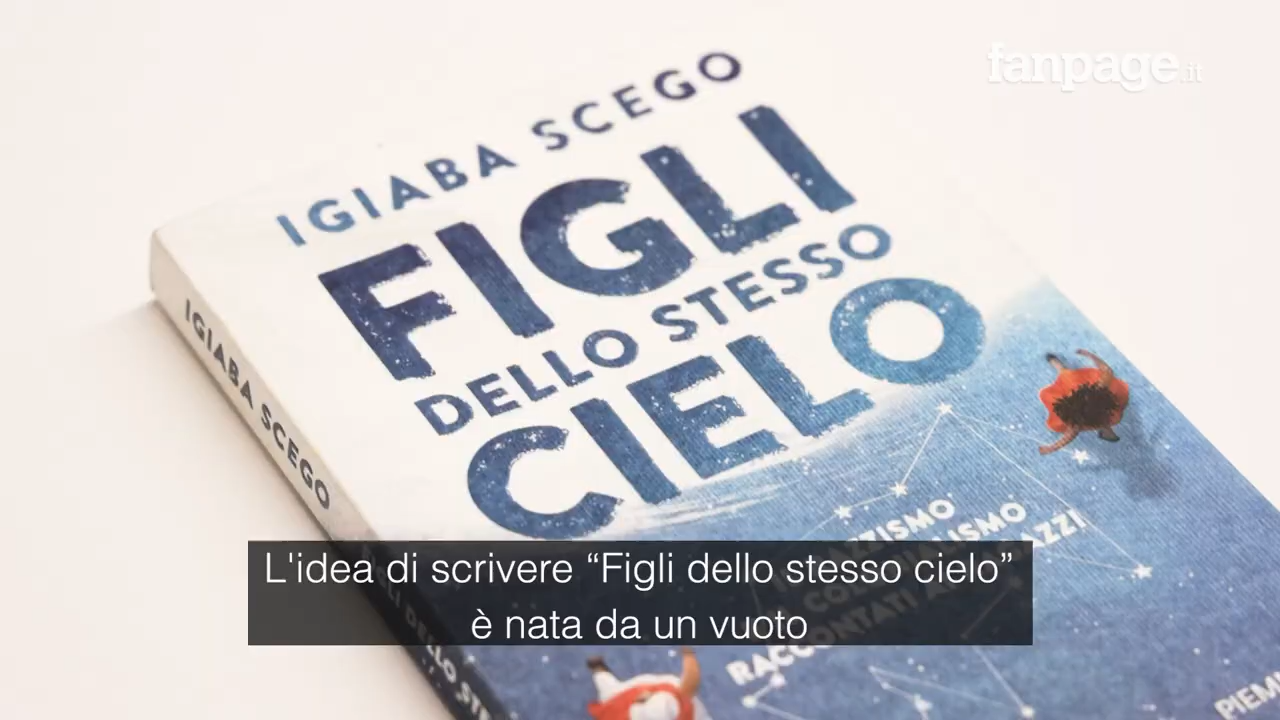 fanpage.it
IGIABA SCEGO
FIGLI
DELLO STESSO
CIELO
IGIABA SCEGO
L'idea di scrivere “Figli dello stesso cielo”
è nata da un vuoto